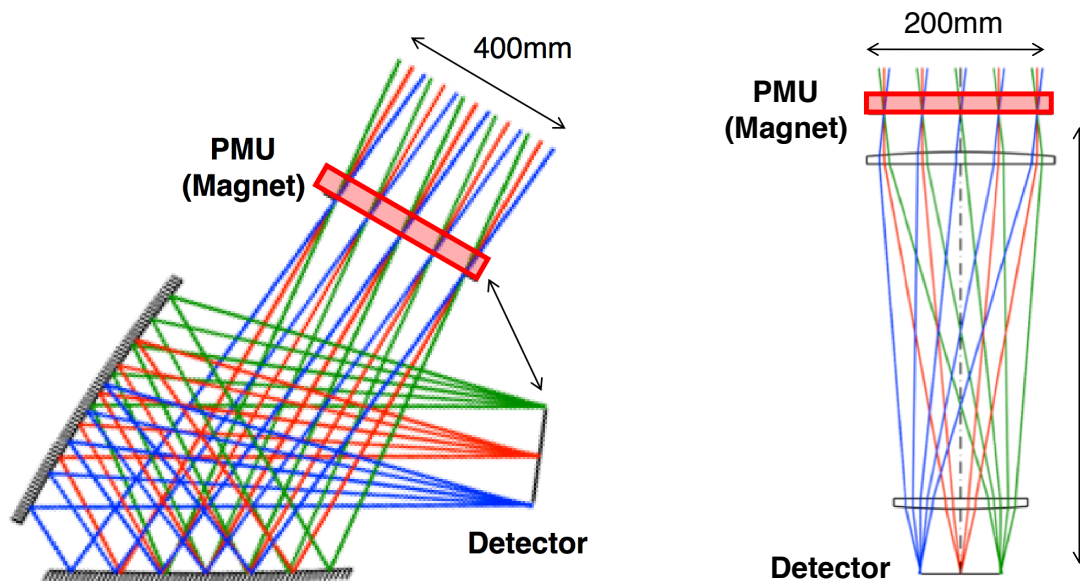 400mm
PMU
(Magnet)
Detector
200mm
PMU
(Magnet)
Detector